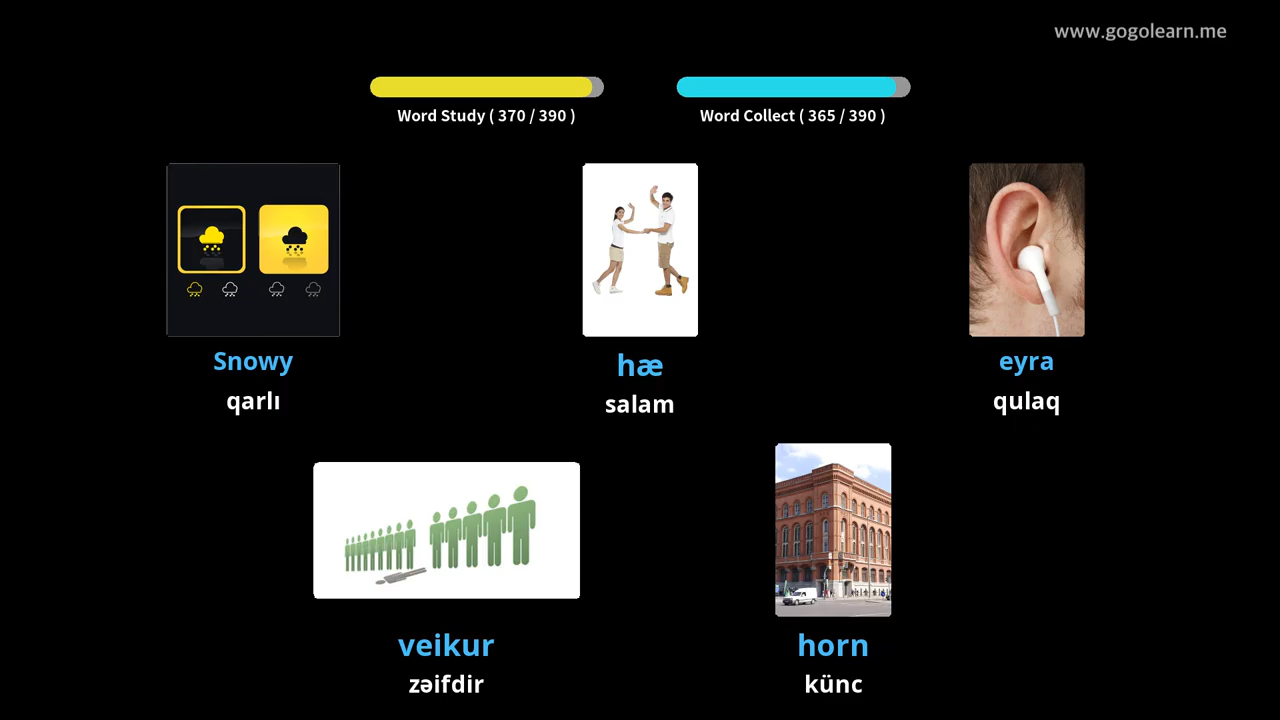 www.gogolearn.me
Word Study ( 370 / 390 )
Word Collect ( 365 / 390 )
Snowy
qarlı
hæ
salam
eyra
qulaq
veikur
zəifdir
horn
künc